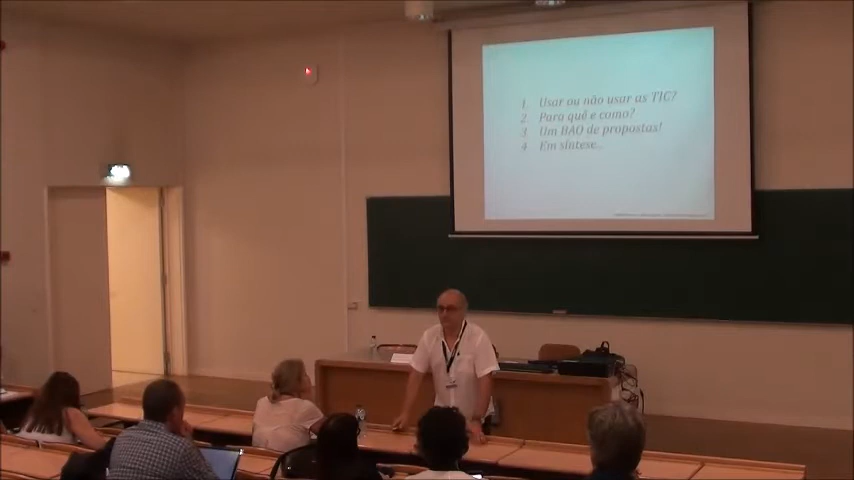 1. Usar ou não usar as TIC?
2. Para quê e como?
3. Um BAÚ de propostas!
4 Em síntese...